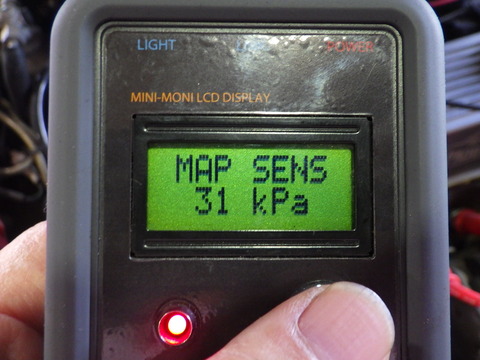 LIGHT POWER
MINI-MONI LCD DISPLAY
MAP SENS
31 kPa